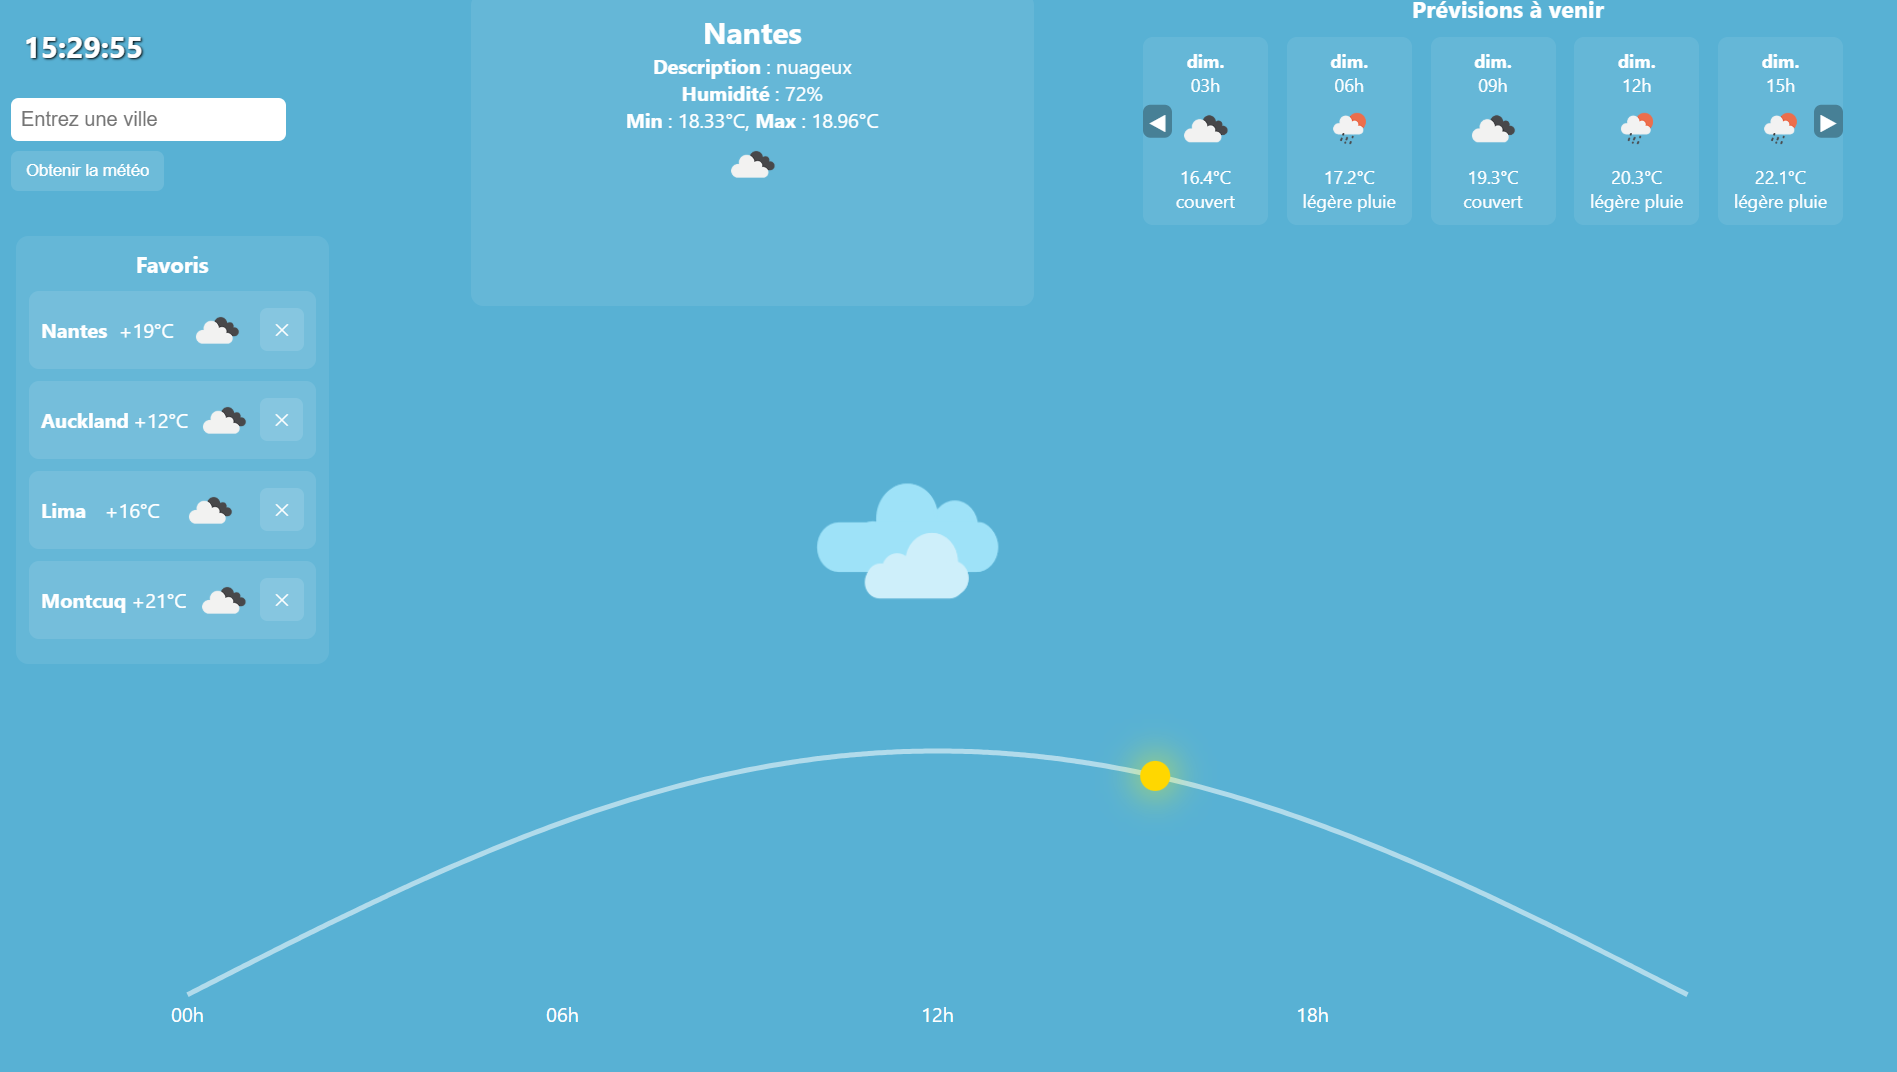 15:29:55
Entrez une ville
Obtenir la météo
Favoris
Nantes +19°C ×
Auckland +12°C ×
Lima +16°C ×
Montcuq +21°C ×
Nantes
Description : nuageux
Humidité : 72%
Min : 18.33°C, Max : 18.96°C
Prévisions à venir
dim.
03h
16.4°C
couvert
dim.
06h
17.2°C
légère pluie
dim.
09h
19.3°C
couvert
dim.
12h
20.3°C
légère pluie
dim.
15h
22.1°C
légère pluie
00h 06h 12h 18h